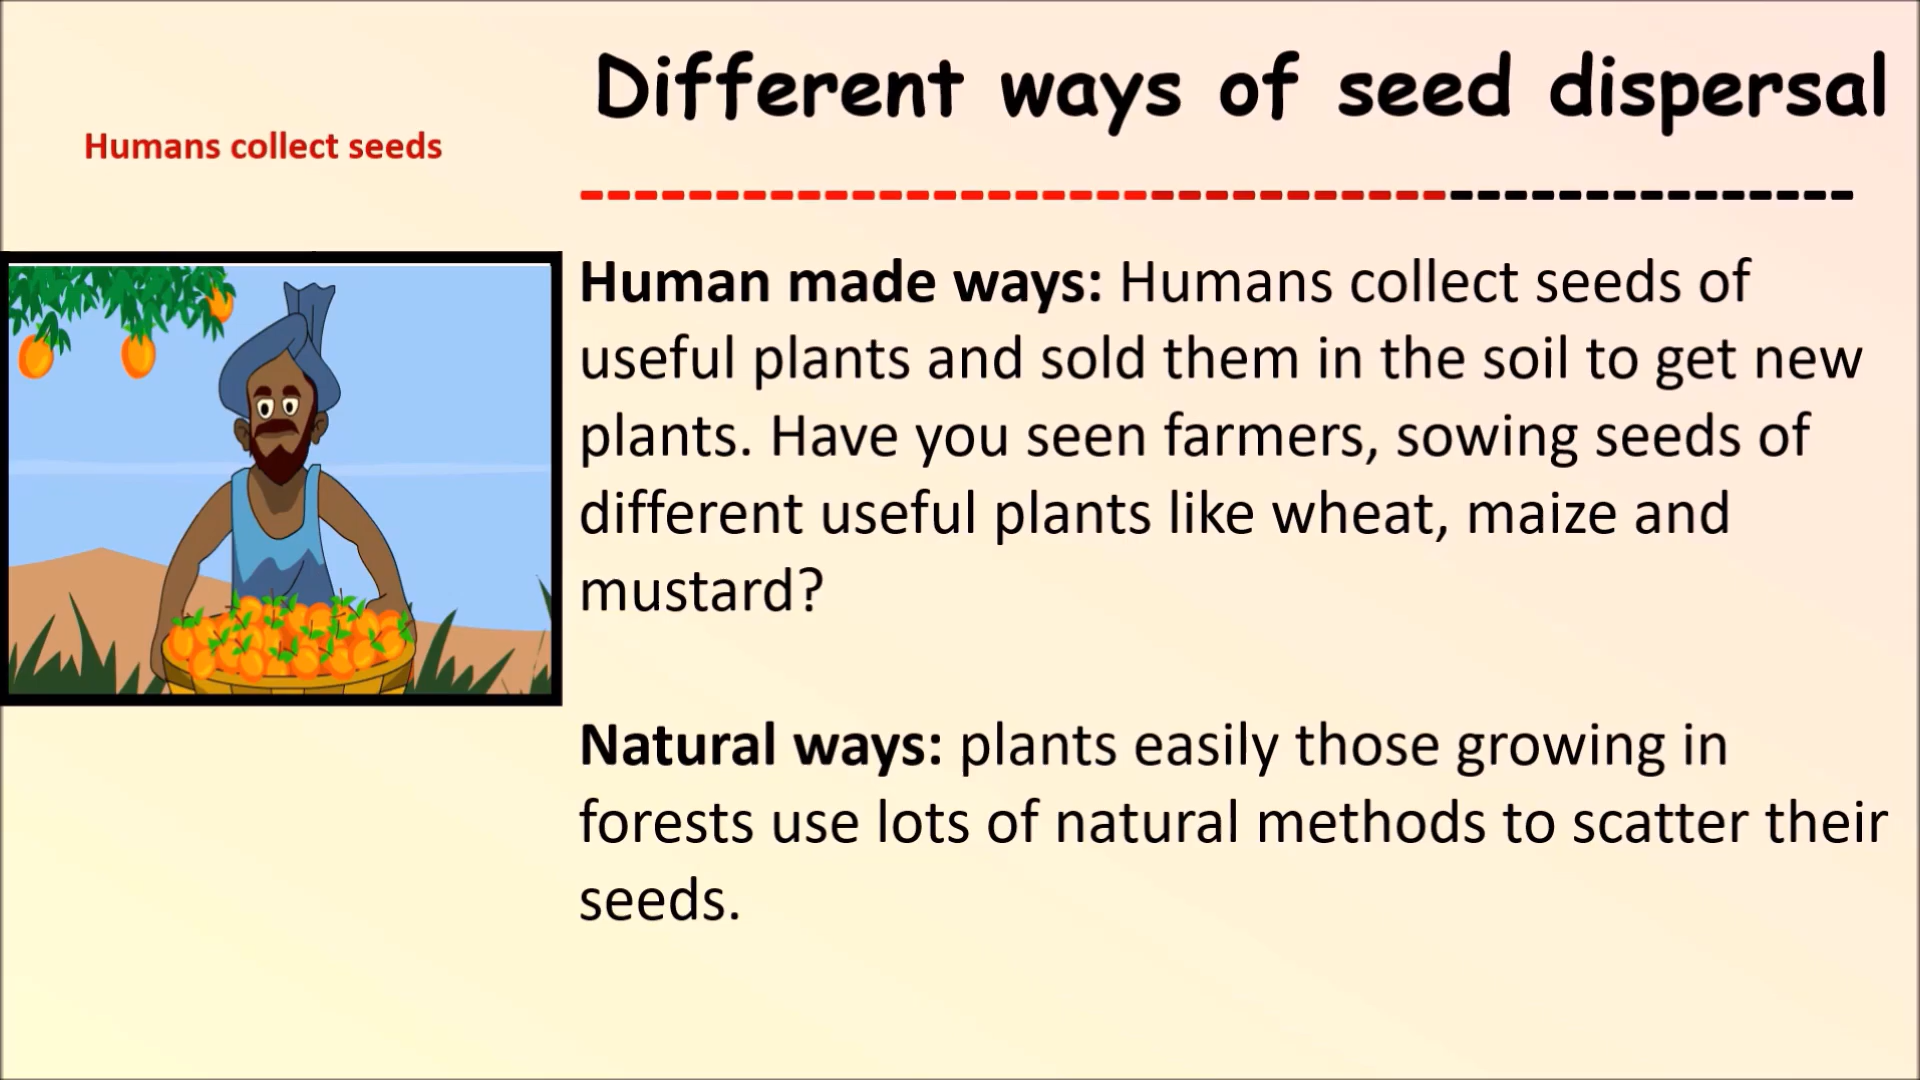 Different ways of seed dispersal
Humans collect seeds
-----------------------------------------------
Human made ways: Humans collect seeds of
useful plants and sold them in the soil to get new
plants. Have you seen farmers, sowing seeds of
different useful plants like wheat, maize and
mustard?
Natural ways: plants easily those growing in
forests use lots of natural methods to scatter their
seeds.